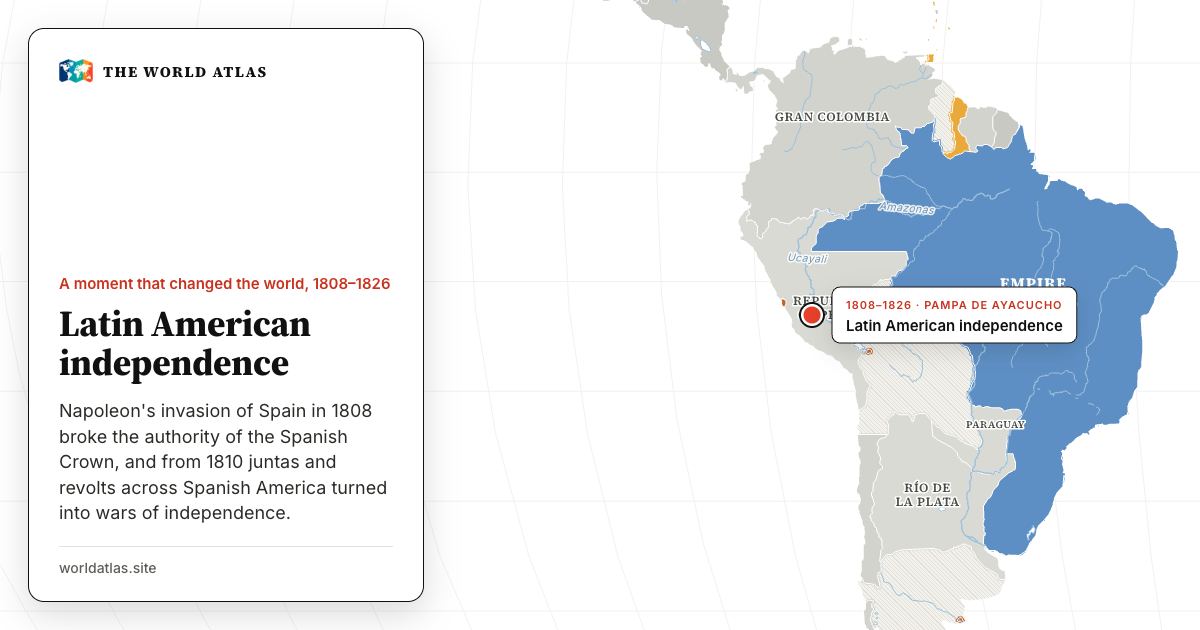 THE WORLD ATLAS
A moment that changed the world, 1808–1826
Latin American
independence
Napoleon's invasion of Spain in 1808
broke the authority of the Spanish
Crown, and from 1810 juntas and
revolts across Spanish America turned
into wars of independence.
worldatlas.site
GRAN COLOMBIA
Amazonas
Ucayali
EMPIRE
1808–1826 · PAMPA DE AYACUCHO
Latin American independence
PARAGUAY
RÍO DE
LA PLATA